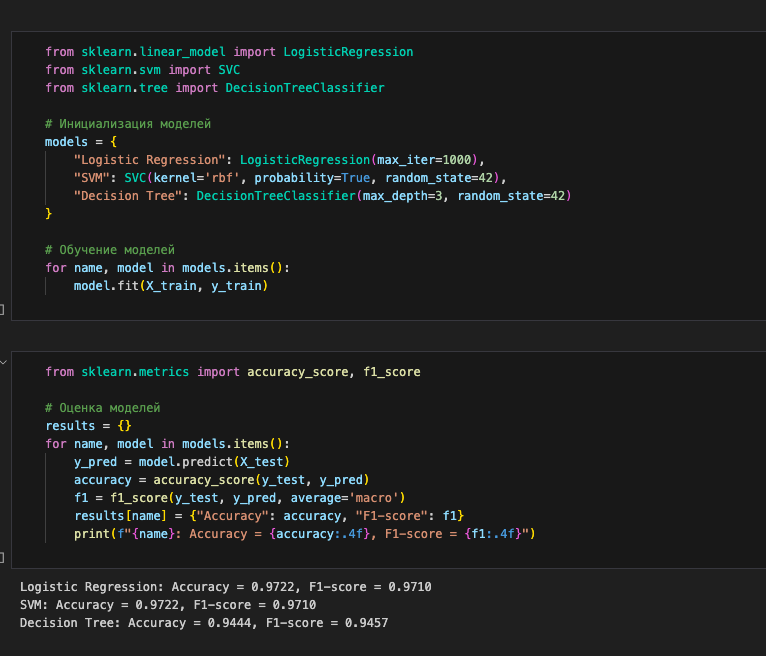 from sklearn.linear_model import LogisticRegression
from sklearn.svm import SVC
from sklearn.tree import DecisionTreeClassifier
# Инициализация моделей
models = {
    "Logistic Regression": LogisticRegression(max_iter=1000),
    "SVM": SVC(kernel='rbf', probability=True, random_state=42),
    "Decision Tree": DecisionTreeClassifier(max_depth=3, random_state=42)
}
# Обучение моделей
for name, model in models.items():
    model.fit(X_train, y_train)
from sklearn.metrics import accuracy_score, f1_score
# Оценка моделей
results = {}
for name, model in models.items():
    y_pred = model.predict(X_test)
    accuracy = accuracy_score(y_test, y_pred)
    f1 = f1_score(y_test, y_pred, average='macro')
    results[name] = {"Accuracy": accuracy, "F1-score": f1}
    print(f"{name}: Accuracy = {accuracy:.4f}, F1-score = {f1:.4f}")
Logistic Regression: Accuracy = 0.9722, F1-score = 0.9710
SVM: Accuracy = 0.9722, F1-score = 0.9710
Decision Tree: Accuracy = 0.9444, F1-score = 0.9457